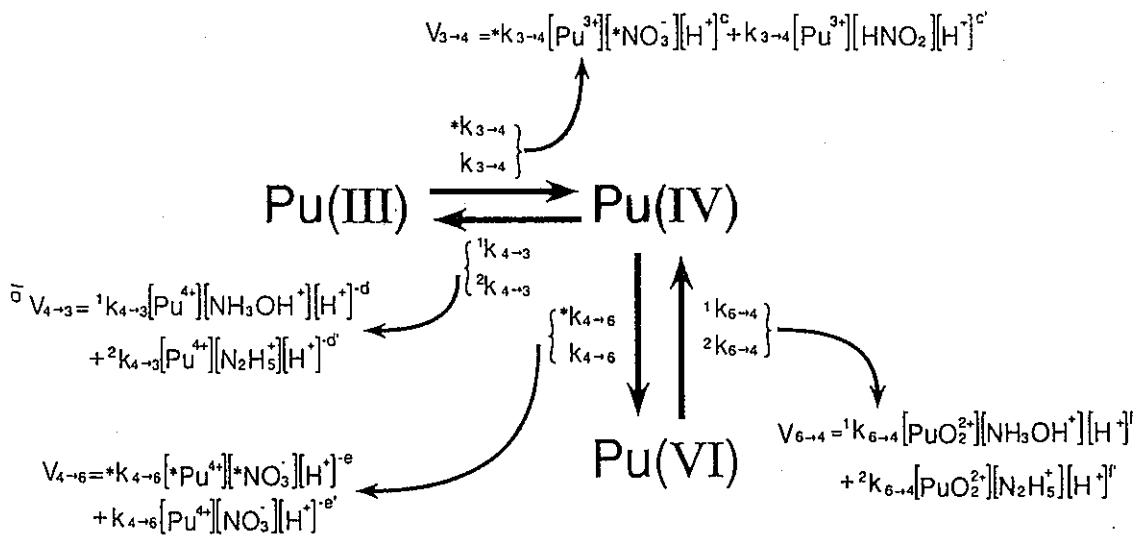 V₃→₄ = *k₃→₄[Pu³⁺][*NO₃⁻][H⁺]ᶜ + k₃→₄[Pu³⁺][HNO₂][H⁺]ᶜ'
*k₃→₄
k₃→₄
Pu(III) Pu(IV)
¹k₄→₃
²k₄→₃
V₄→₃ = ¹k₄→₃[Pu⁴⁺][NH₃OH⁺][H⁺]⁻ᵈ
+ ²k₄→₃[Pu⁴⁺][N₂H₅⁺][H⁺]⁻ᵈ'
*k₄→₆
k₄→₆
¹k₆→₄
²k₆→₄
Pu(VI)
V₆→₄ = ¹k₆→₄[PuO₂²⁺][NH₃OH⁺][H⁺]ᶠ
+ ²k₆→₄[PuO₂²⁺][N₂H₅⁺][H⁺]ᶠ'
V₄→₆ = *k₄→₆[*Pu⁴⁺][*NO₃⁻][H⁺]⁻ᵉ
+ k₄→₆[Pu⁴⁺][NO₃⁻][H⁺]⁻ᵉ'